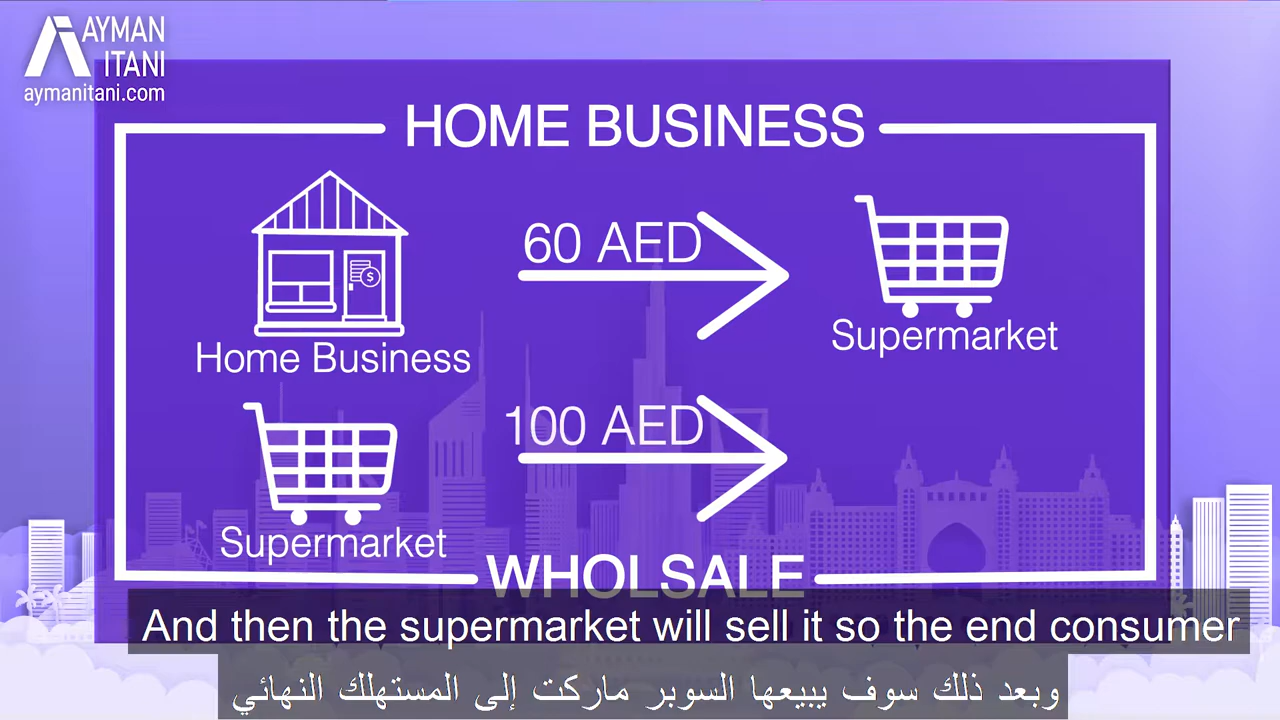 AYMAN
ITANI
aymanitani.com
HOME BUSINESS
60 AED
$
Home Business
Supermarket
100 AED
Supermarket
WHOLSALE
And then the supermarket will sell it so the end consumer
وبعد ذلك سوف يبيعها السوبر ماركت إلى المستهلك النهائي